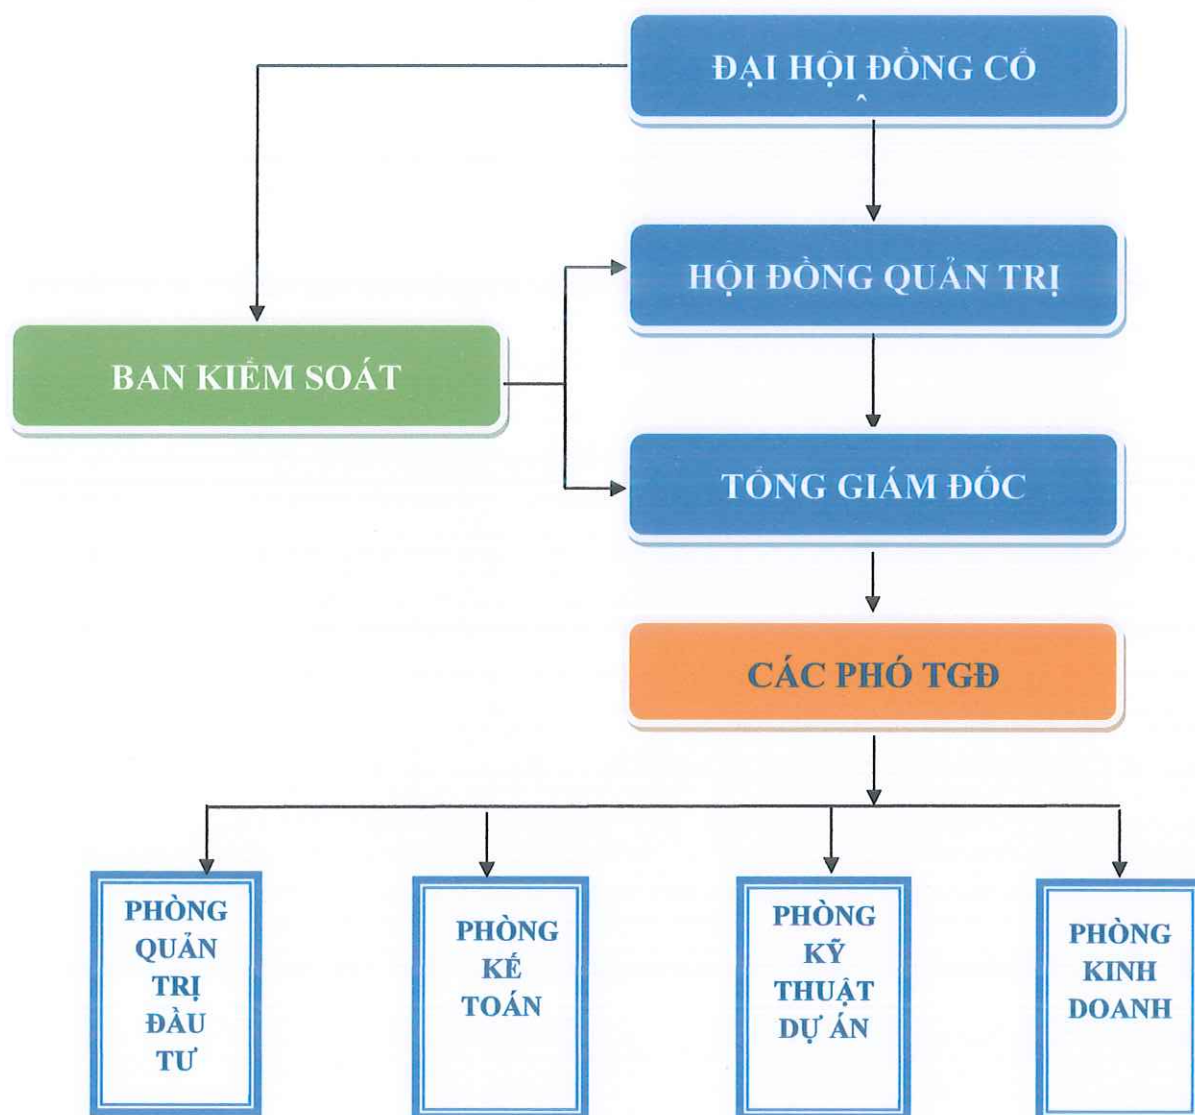 ĐẠI HỘI ĐỒNG CỔ
HỘI ĐỒNG QUẢN TRỊ
BAN KIỂM SOÁT
TỔNG GIÁM ĐỐC
CÁC PHÓ TGĐ
PHÒNG
QUẢN
TRỊ
ĐẦU
TƯ
PHÒNG
KẾ
TOÁN
PHÒNG
KỸ
THUẬT
DỰ ÁN
PHÒNG
KINH
DOANH